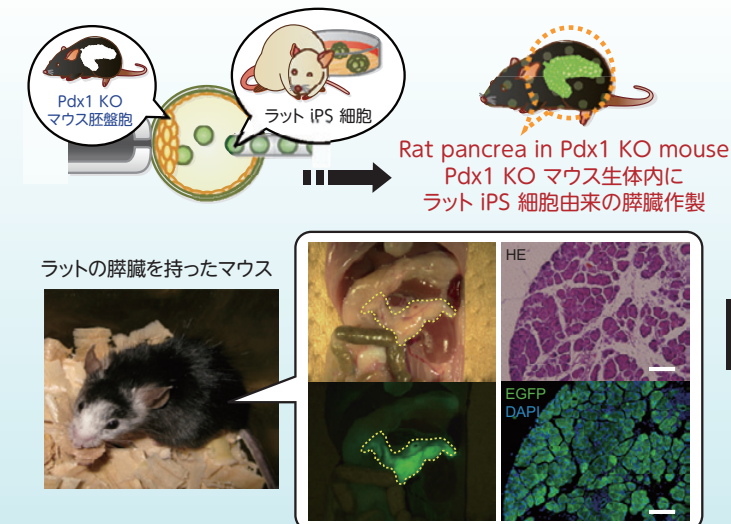 Pdx1 KO
マウス胚盤胞
ラット iPS 細胞
Rat pancrea in Pdx1 KO mouse
Pdx1 KO マウス生体内に
ラット iPS 細胞由来の膵臓作製
ラットの膵臓を持ったマウス
HE
EGFP
DAPI